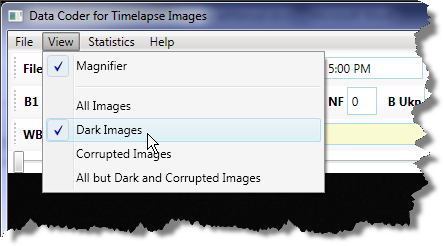 Data Coder for Timelapse Images
File View Statistics Help
File 5:00 PM
Magnifier
B1 NF 0 B Ukn
All Images
WB Dark Images
Corrupted Images
All but Dark and Corrupted Images